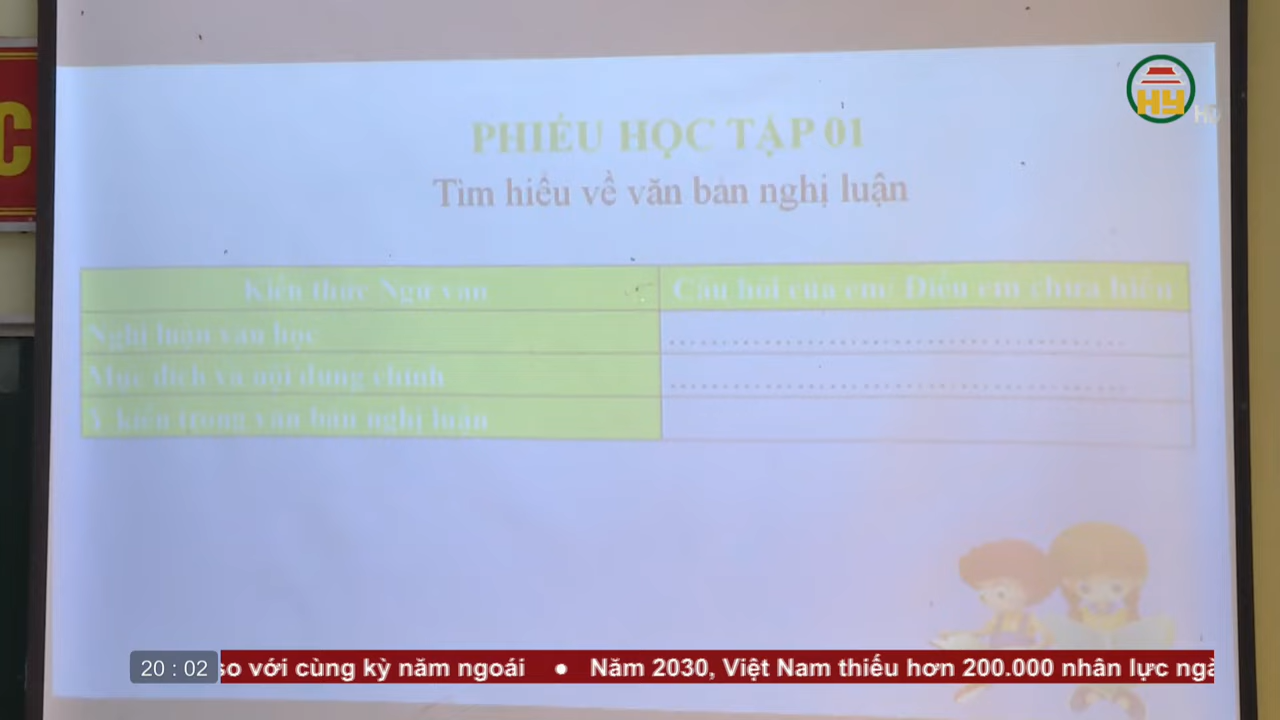 C
HY
PHIẾU HỌC TẬP 01
Tìm hiểu về văn bản nghị luận
Kiến thức Ngữ văn
Câu hỏi của em/ Điều em chưa hiểu
Nghị luận văn học
Mục đích và nội dung chính
Ý kiến trong văn bản nghị luận
20 : 02
so với cùng kỳ năm ngoái • Năm 2030, Việt Nam thiếu hơn 200.000 nhân lực ngà